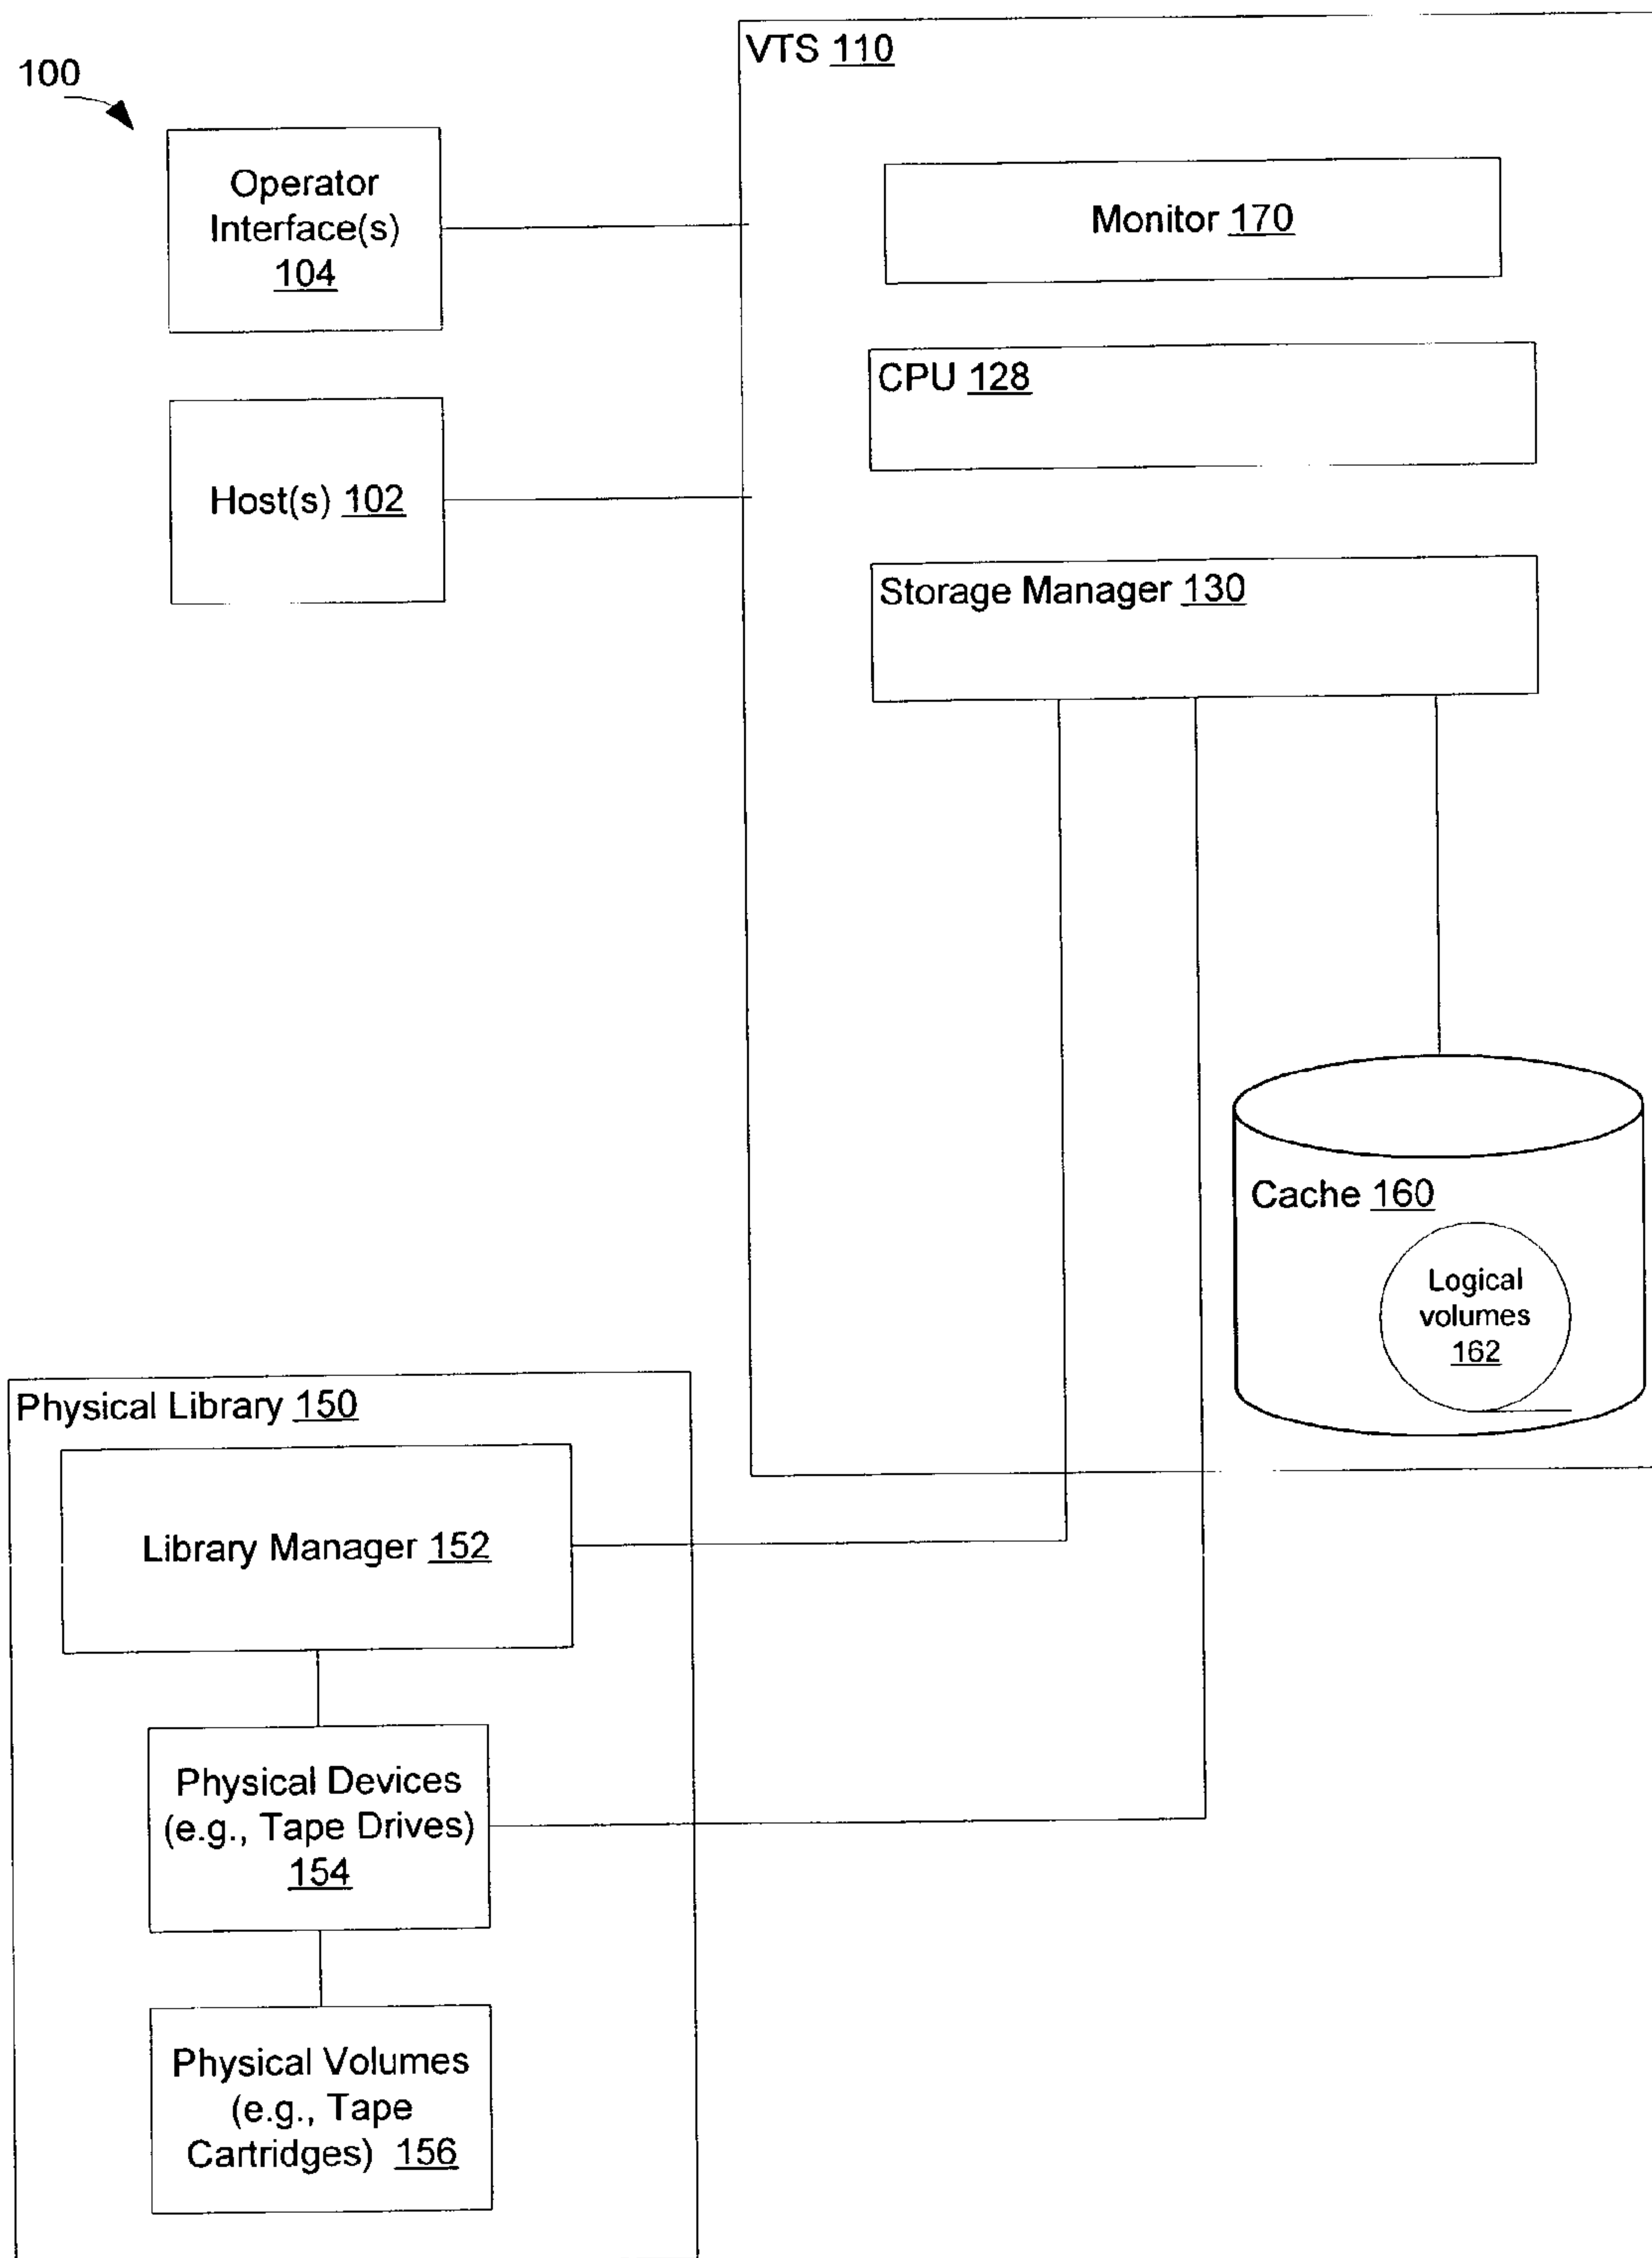 100
VTS 110
Operator
Interface(s)
104
Monitor 170
CPU 128
Host(s) 102
Storage Manager 130
Cache 160
Logical
volumes
162
Physical Library 150
Library Manager 152
Physical Devices
(e.g., Tape Drives)
154
Physical Volumes
(e.g., Tape
Cartridges) 156